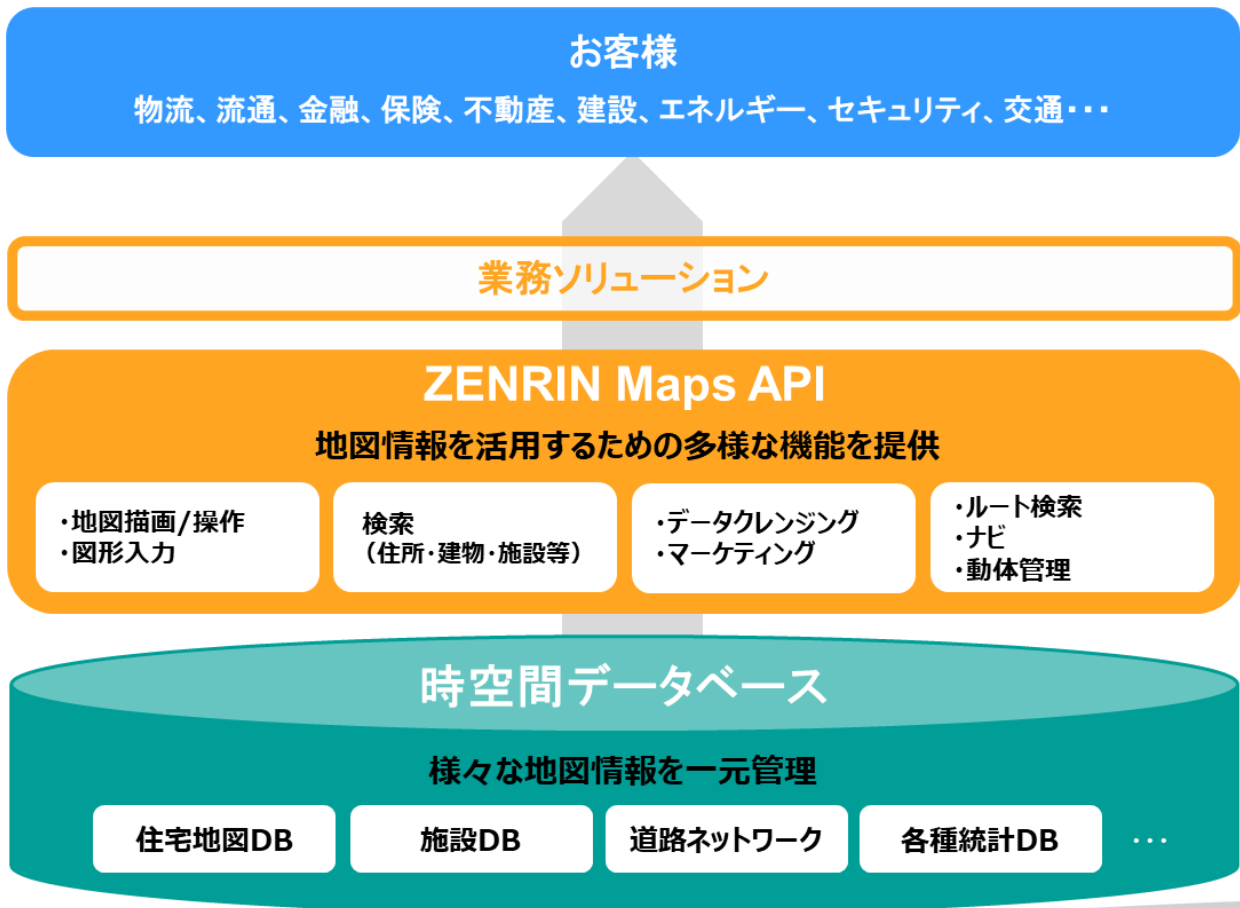 お客様
物流、流通、金融、保険、不動産、建設、エネルギー、セキュリティ、交通・・・
業務ソリューション
ZENRIN Maps API
地図情報を活用するための多様な機能を提供
・地図描画/操作
・図形入力
検索
（住所・建物・施設等）
・データクレンジング
・マーケティング
・ルート検索
・ナビ
・動体管理
時空間データベース
様々な地図情報を一元管理
住宅地図DB
施設DB
道路ネットワーク
各種統計DB
・・・